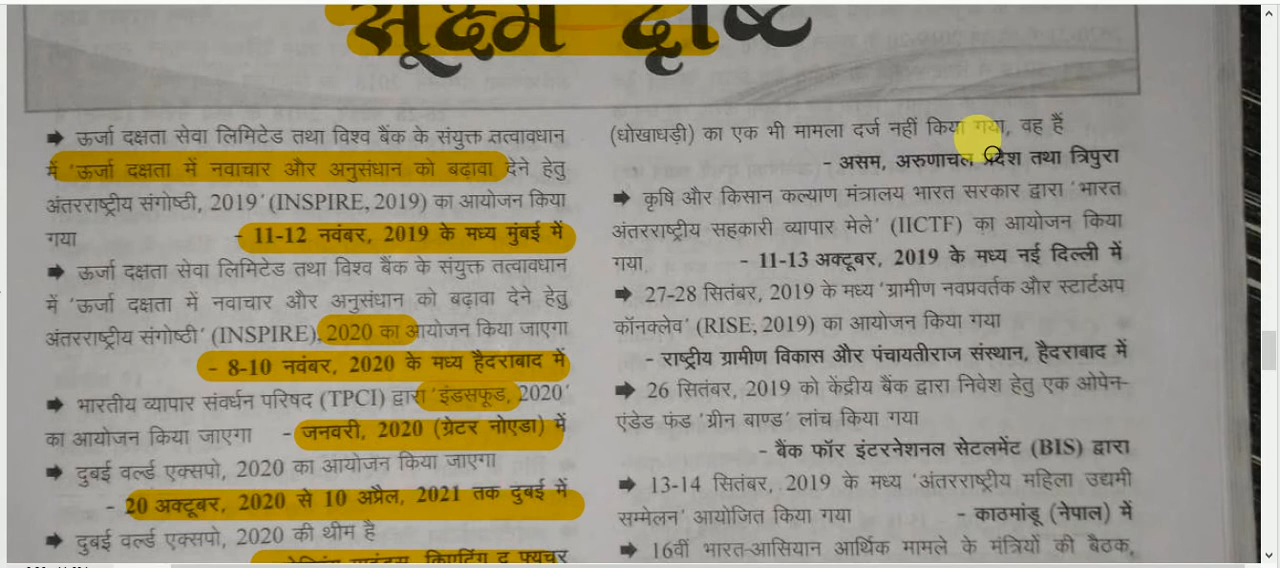 सूक्ष्म दृष्टि
➡ ऊर्जा दक्षता सेवा लिमिटेड तथा विश्व बैंक के संयुक्त तत्वावधान
में 'ऊर्जा दक्षता में नवाचार और अनुसंधान को बढ़ावा देने हेतु
अंतरराष्ट्रीय संगोष्ठी, 2019' (INSPIRE, 2019) का आयोजन किया
गया - 11-12 नवंबर, 2019 के मध्य मुंबई में
➡ ऊर्जा दक्षता सेवा लिमिटेड तथा विश्व बैंक के संयुक्त तत्वावधान
में 'ऊर्जा दक्षता में नवाचार और अनुसंधान को बढ़ावा देने हेतु
अंतरराष्ट्रीय संगोष्ठी' (INSPIRE), 2020 का आयोजन किया जाएगा
- 8-10 नवंबर, 2020 के मध्य हैदराबाद में
➡ भारतीय व्यापार संवर्धन परिषद (TPCI) द्वारा 'इंडसफूड, 2020'
का आयोजन किया जाएगा - जनवरी, 2020 (ग्रेटर नोएडा) में
➡ दुबई वर्ल्ड एक्सपो, 2020 का आयोजन किया जाएगा
- 20 अक्टूबर, 2020 से 10 अप्रैल, 2021 तक दुबई में
➡ दुबई वर्ल्ड एक्सपो, 2020 की थीम है
द फ्यूचर
(धोखाधड़ी) का एक भी मामला दर्ज नहीं किया गया, वह हैं
- असम, अरुणाचल प्रदेश तथा त्रिपुरा
➡ कृषि और किसान कल्याण मंत्रालय भारत सरकार द्वारा 'भारत
अंतरराष्ट्रीय सहकारी व्यापार मेले' (IICTF) का आयोजन किया
गया - 11-13 अक्टूबर, 2019 के मध्य नई दिल्ली में
➡ 27-28 सितंबर, 2019 के मध्य 'ग्रामीण नवप्रवर्तक और स्टार्टअप
कॉनक्लेव' (RISE, 2019) का आयोजन किया गया
- राष्ट्रीय ग्रामीण विकास और पंचायतीराज संस्थान, हैदराबाद में
➡ 26 सितंबर, 2019 को केंद्रीय बैंक द्वारा निवेश हेतु एक ओपेन-
एंडेड फंड 'ग्रीन बाण्ड' लांच किया गया
- बैंक फॉर इंटरनेशनल सेटलमेंट (BIS) द्वारा
➡ 13-14 सितंबर, 2019 के मध्य 'अंतरराष्ट्रीय महिला उद्यमी
सम्मेलन' आयोजित किया गया - काठमांडू (नेपाल) में
➡ 16वीं भारत-आसियान आर्थिक मामले के मंत्रियों की बैठक,